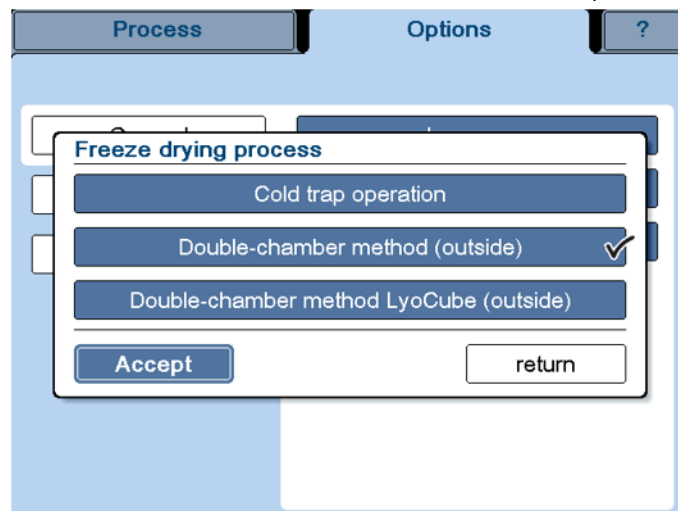 Process
Options
?
Freeze drying process
Cold trap operation
Double-chamber method (outside)
Double-chamber method LyoCube (outside)
Accept
return